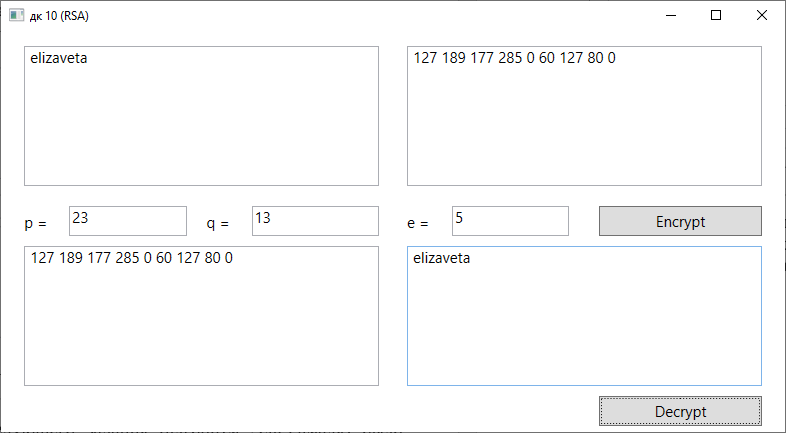 дк 10 (RSA)
elizaveta
127 189 177 285 0 60 127 80 0
p = 23 q = 13 e = 5 Encrypt
127 189 177 285 0 60 127 80 0
elizaveta
Decrypt